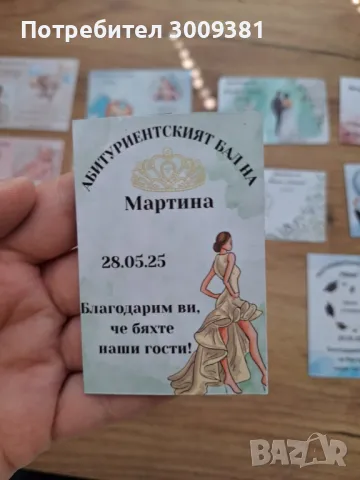 Потребител 3009381
АБИТУРИЕНТСКИЯТ БАЛ НА
Мартина
28.05.25
Благодарим ви,
че бяхте
наши гости!
BAZAR